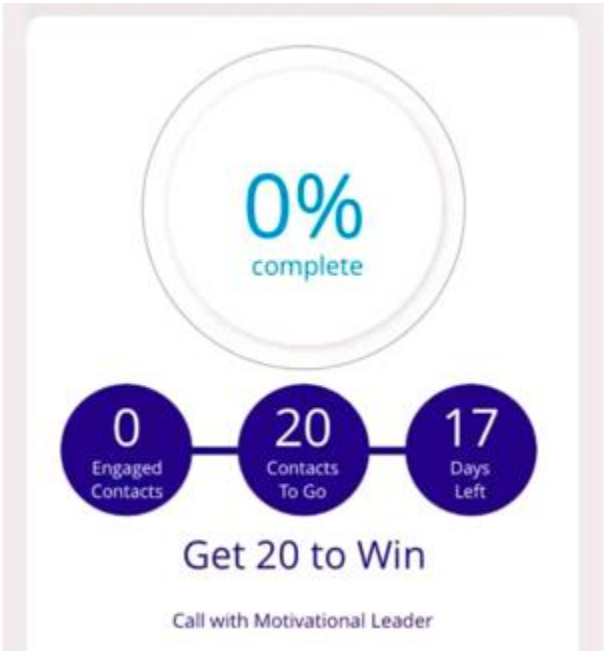 0%
complete
0
Engaged
Contacts
20
Contacts
To Go
17
Days
Left
Get 20 to Win
Call with Motivational Leader